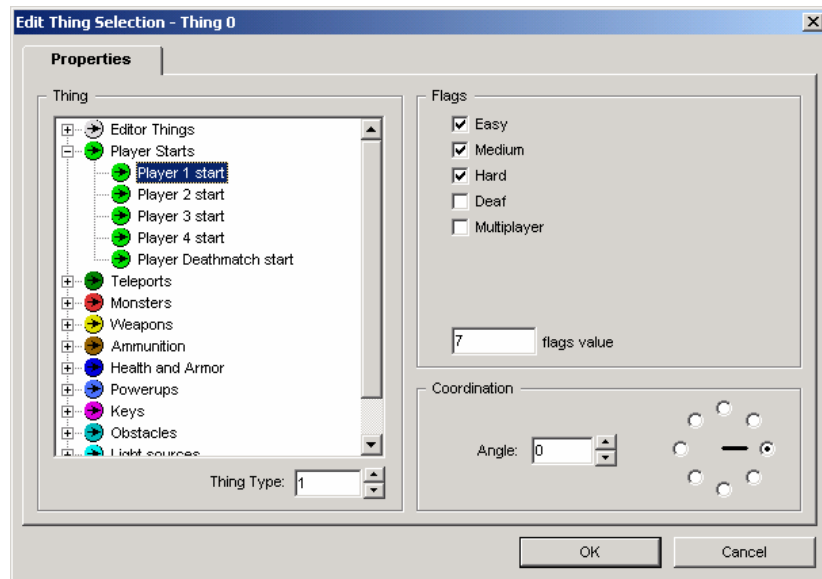 Edit Thing Selection - Thing 0
Properties
Thing
Editor Things
Player Starts
Player 1 start
Player 2 start
Player 3 start
Player 4 start
Player Deathmatch start
Teleports
Monsters
Weapons
Ammunition
Health and Armor
Powerups
Keys
Obstacles
Light sources
Thing Type: 1
Flags
Easy
Medium
Hard
Deaf
Multiplayer
7 flags value
Coordination
Angle: 0
OK
Cancel